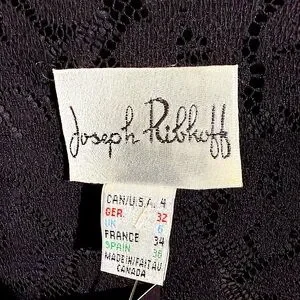 Joseph Ribkoff
CAN/U.S.A. 4
GER. 32
UK 6
FRANCE 34
SPAIN 36
MADE IN/FAIT AU
CANADA